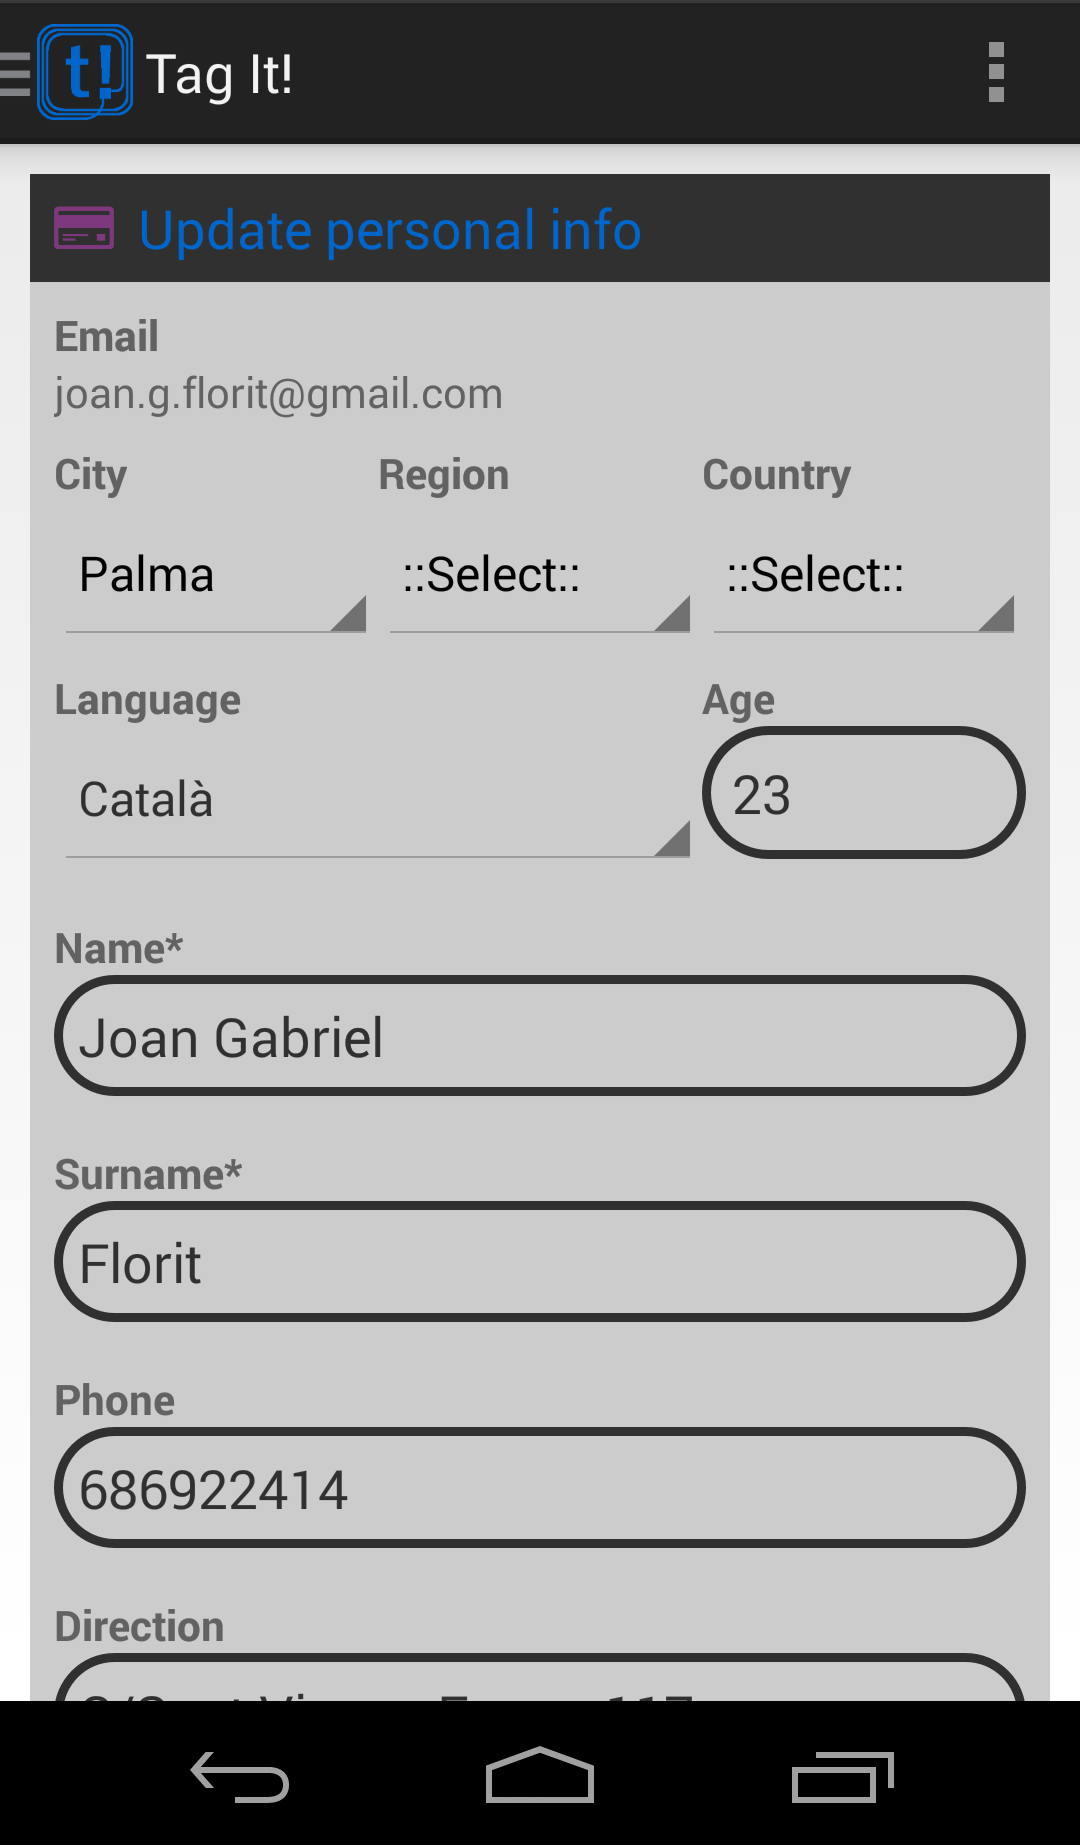 t! Tag It!
Update personal info
Email
joan.g.florit@gmail.com
City Region Country
Palma ::Select:: ::Select::
Language Age
Català 23
Name*
Joan Gabriel
Surname*
Florit
Phone
686922414
Direction